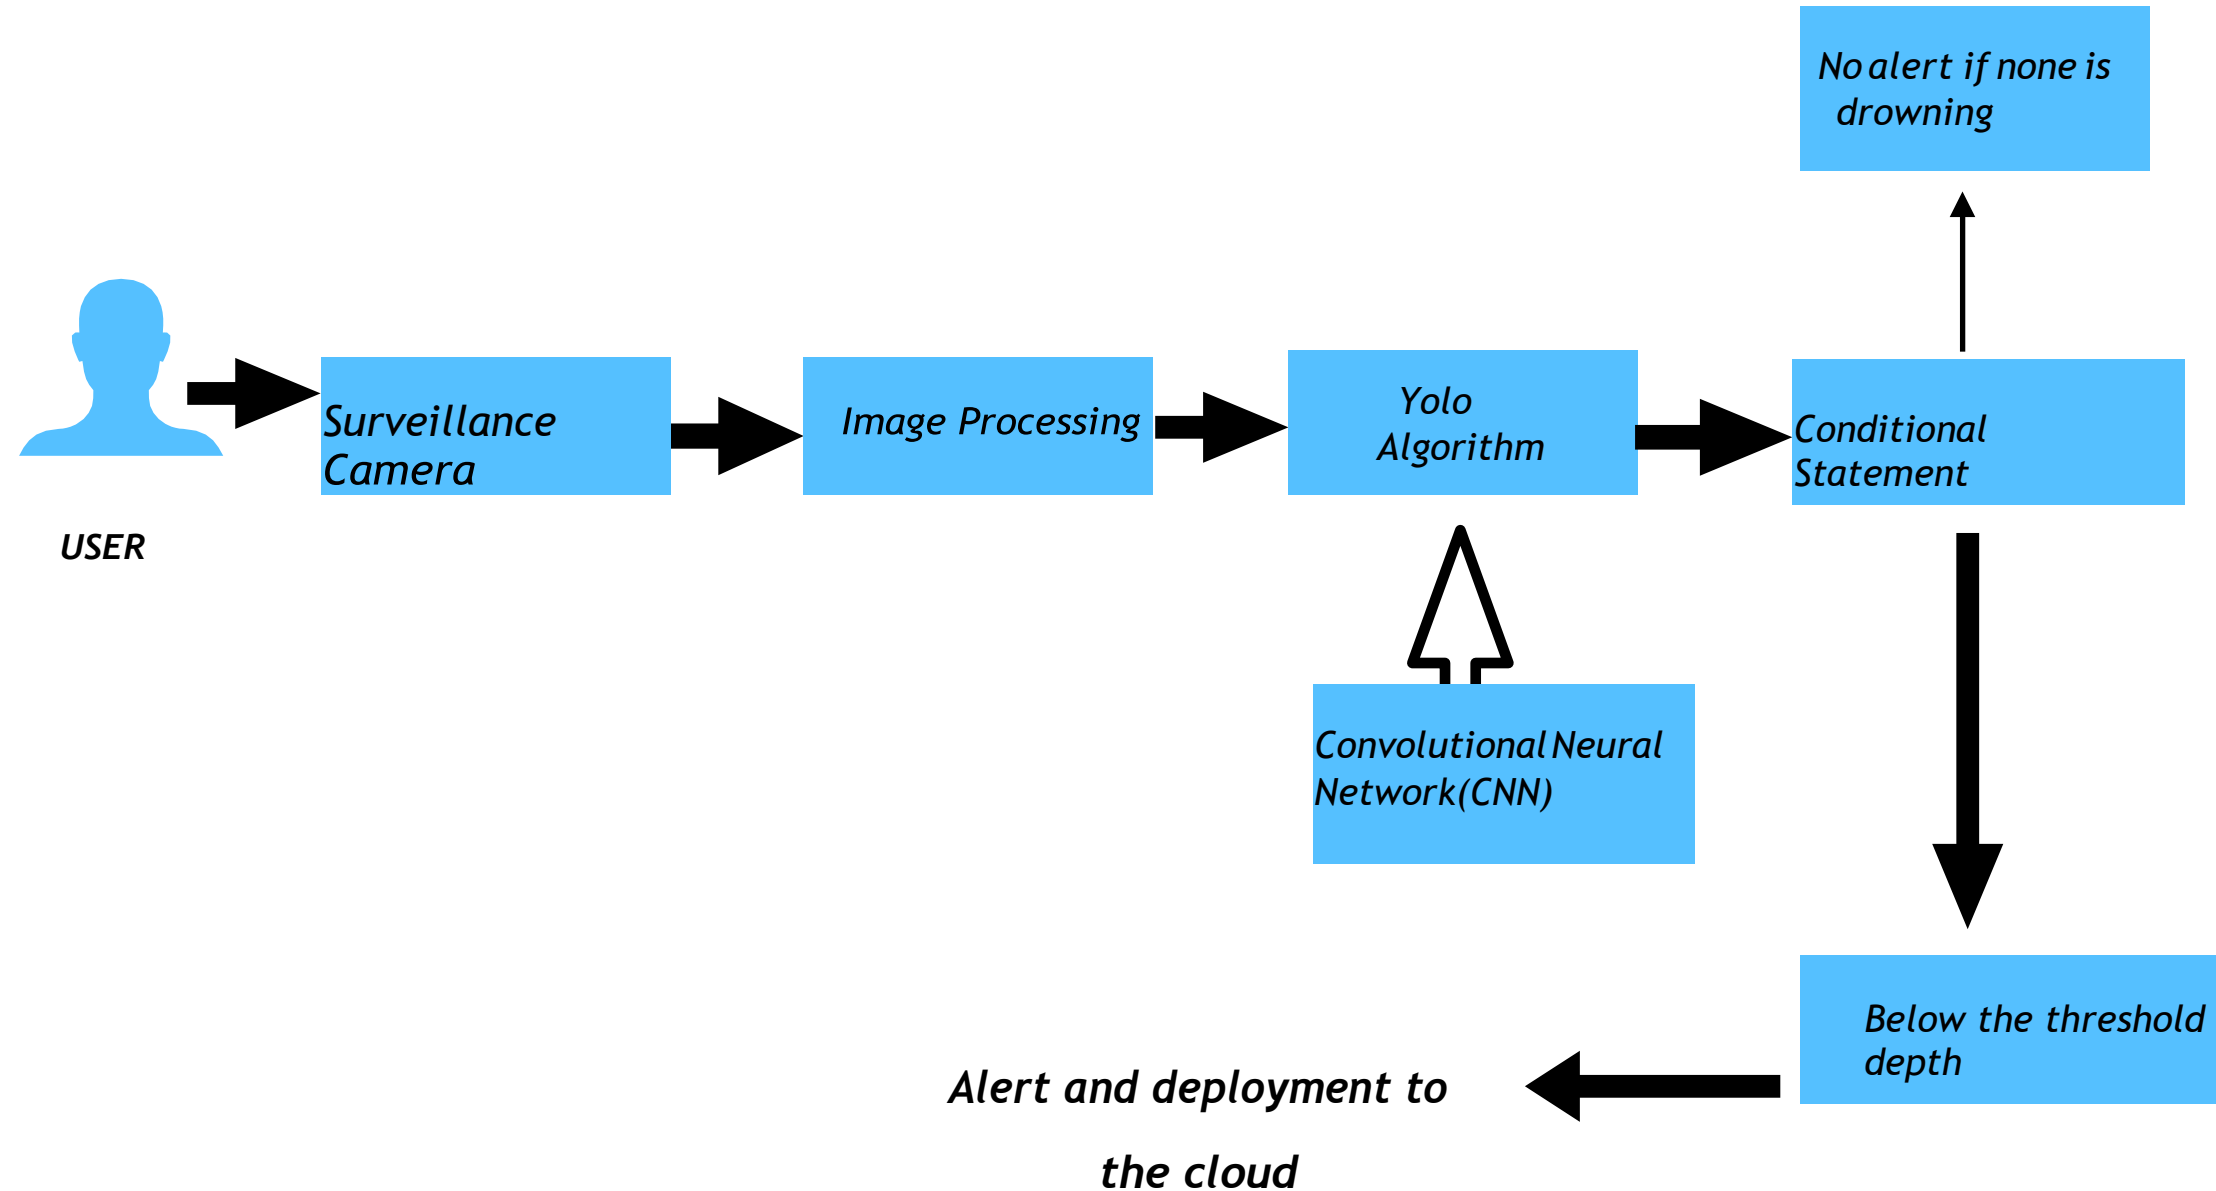 No alert if none is
drowning
Surveillance
Camera
Image Processing
Yolo
Algorithm
Conditional
Statement
USER
Convolutional Neural
Network(CNN)
Below the threshold
depth
Alert and deployment to
the cloud